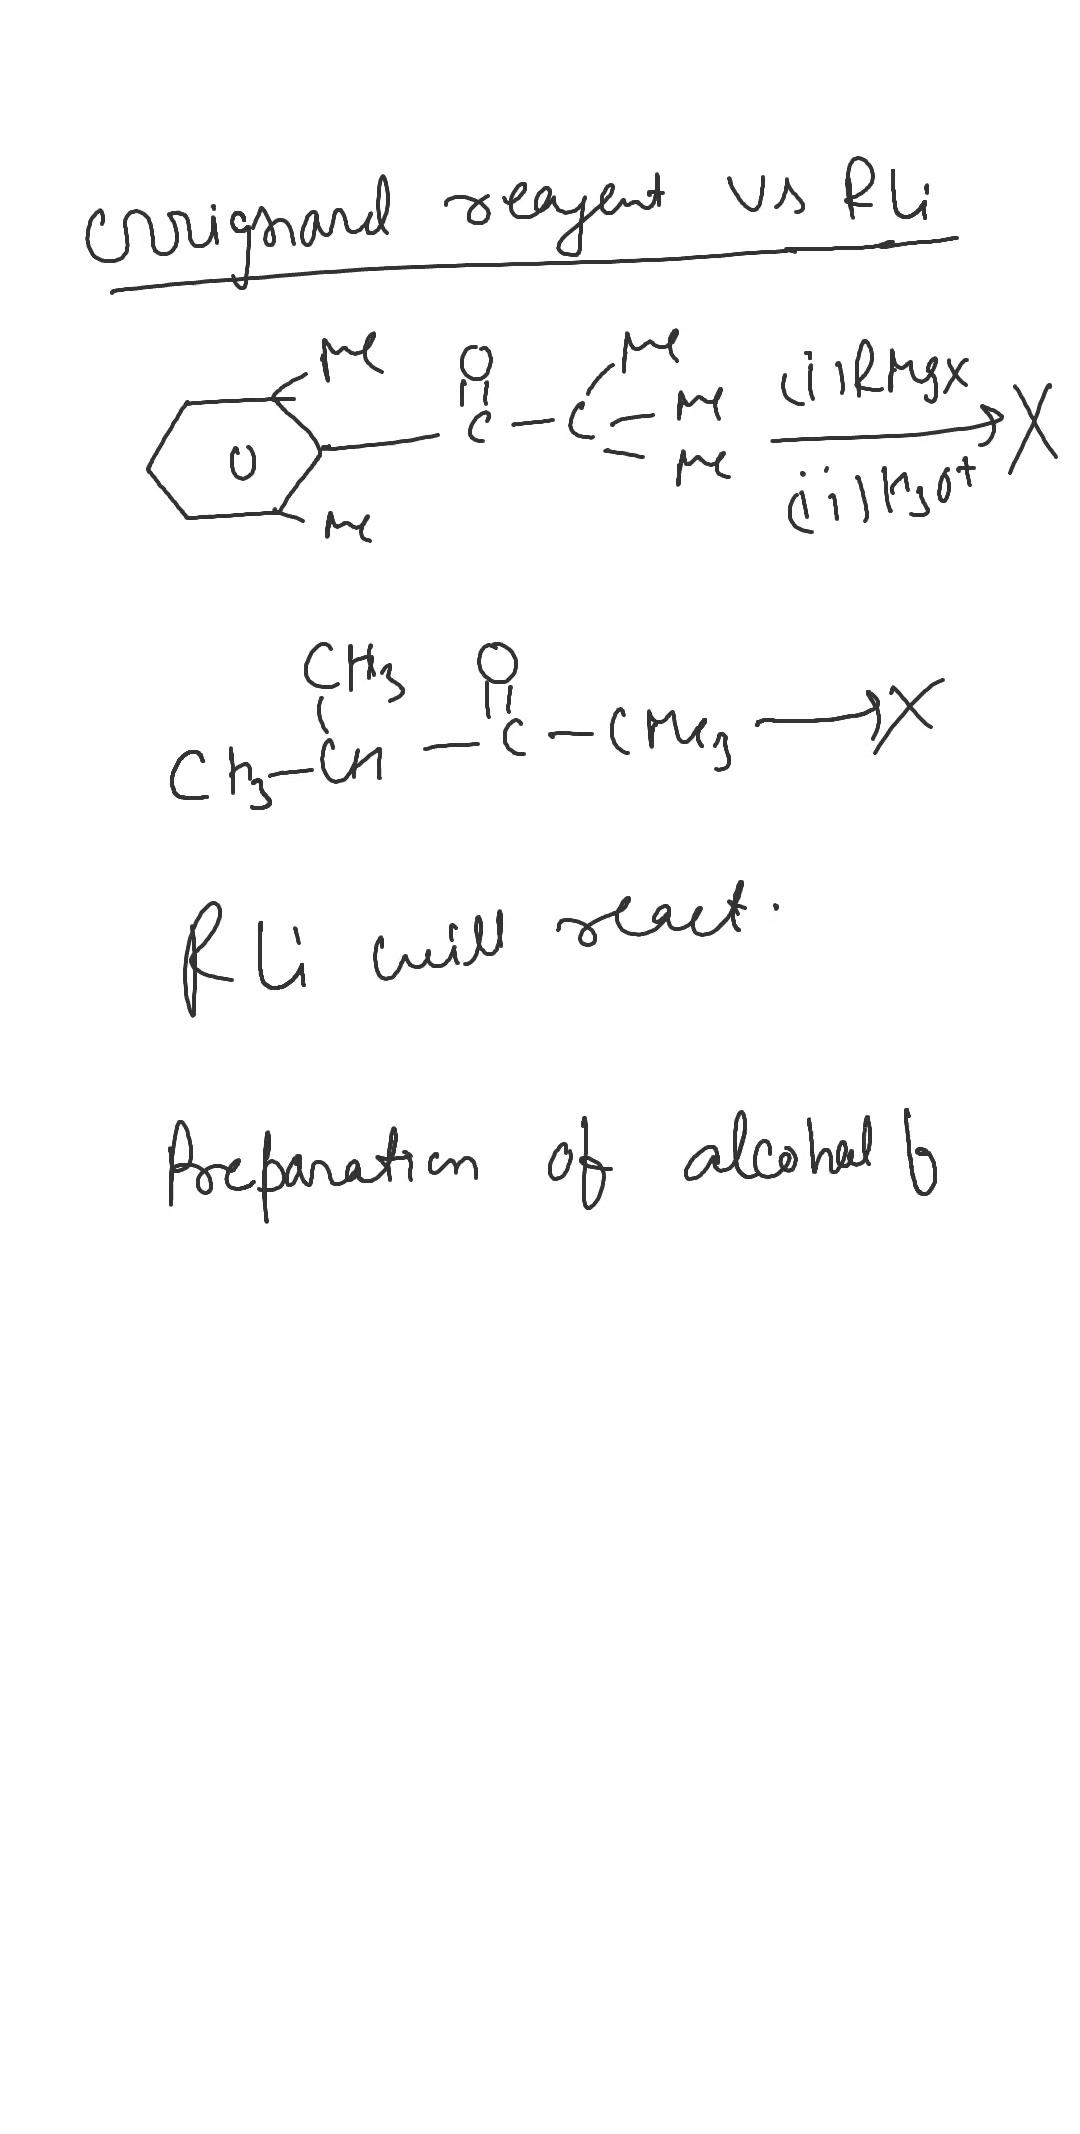 Grignard reagent vs RLi
Me O Me
O C-C-Me (i) RMgX X
Me Me (ii) H3O+
CH3 O
CH3-CH-C-CMe3 → X
RLi will react.
Preparation of alcohol b